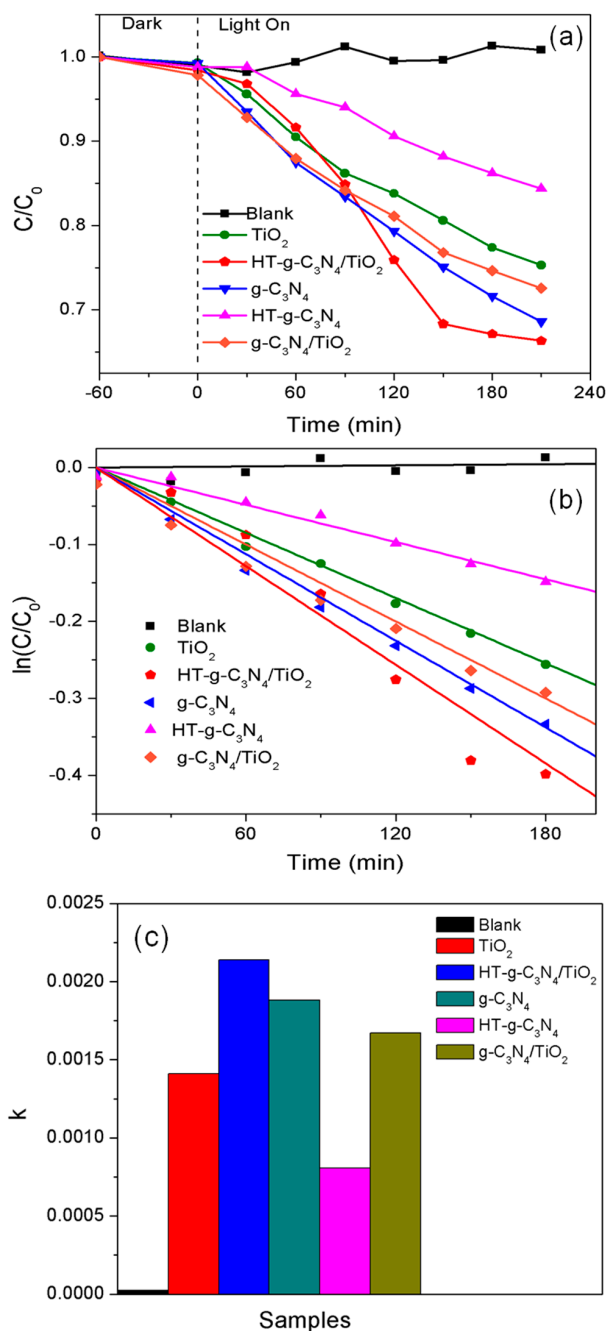 Dark Light On
(a)
1.0
0.9
0.8
0.7
C/C₀
Blank
TiO₂
HT-g-C₃N₄/TiO₂
g-C₃N₄
HT-g-C₃N₄
g-C₃N₄/TiO₂
-60 0 60 120 180 240
Time (min)
(b)
0.0
-0.1
-0.2
-0.3
-0.4
ln(C/C₀)
Blank
TiO₂
HT-g-C₃N₄/TiO₂
g-C₃N₄
HT-g-C₃N₄
g-C₃N₄/TiO₂
0 60 120 180
Time (min)
(c)
0.0025
0.0020
0.0015
0.0010
0.0005
0.0000
k
Blank
TiO₂
HT-g-C₃N₄/TiO₂
g-C₃N₄
HT-g-C₃N₄
g-C₃N₄/TiO₂
Samples